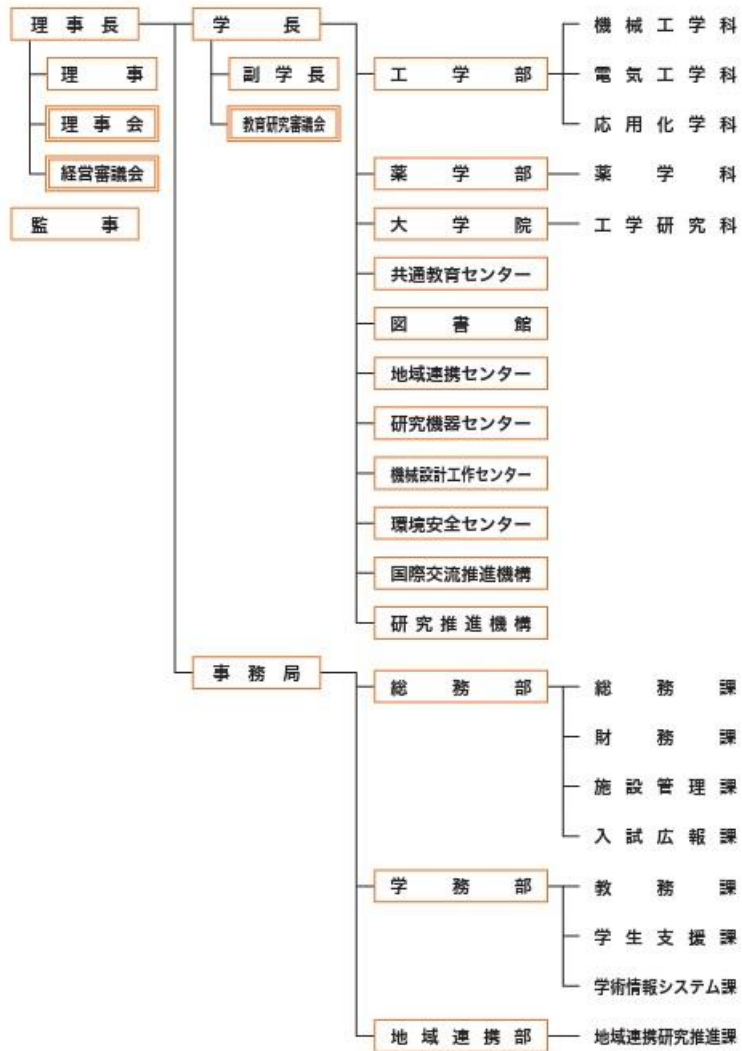 理事長
理事
理事会
経営審議会
監事
学長
副学長
教育研究審議会
工学部
機械工学科
電気工学科
応用化学科
薬学部
薬学科
大学院
工学研究科
共通教育センター
図書館
地域連携センター
研究機器センター
機械設計工作センター
環境安全センター
国際交流推進機構
研究推進機構
事務局
総務部
総務課
財務課
施設管理課
入試広報課
学務部
教務課
学生支援課
学術情報システム課
地域連携部
地域連携研究推進課